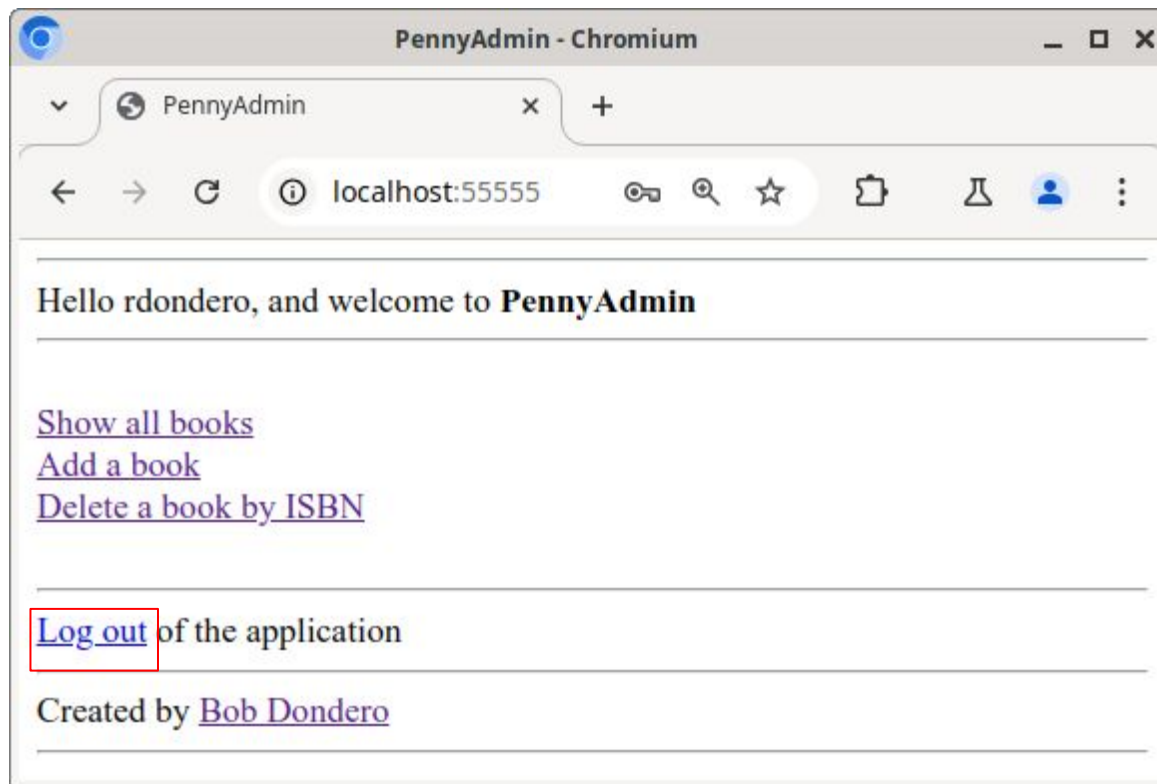 PennyAdmin - Chromium
PennyAdmin
localhost:55555
Hello rdondero, and welcome to PennyAdmin
Show all books
Add a book
Delete a book by ISBN
Log out of the application
Created by Bob Dondero